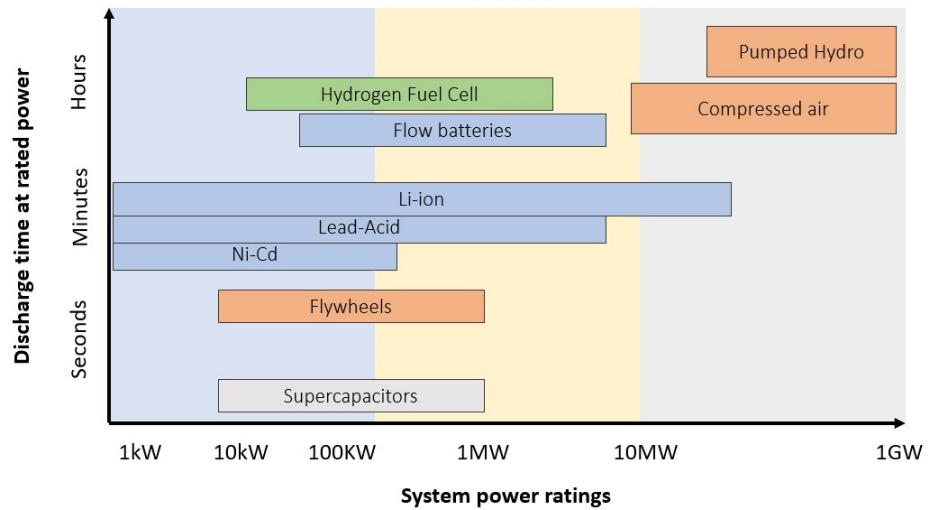 Discharge time at rated power
Hours
Minutes
Seconds
Pumped Hydro
Hydrogen Fuel Cell
Compressed air
Flow batteries
Li-ion
Lead-Acid
Ni-Cd
Flywheels
Supercapacitors
1kW 10kW 100KW 1MW 10MW 1GW
System power ratings